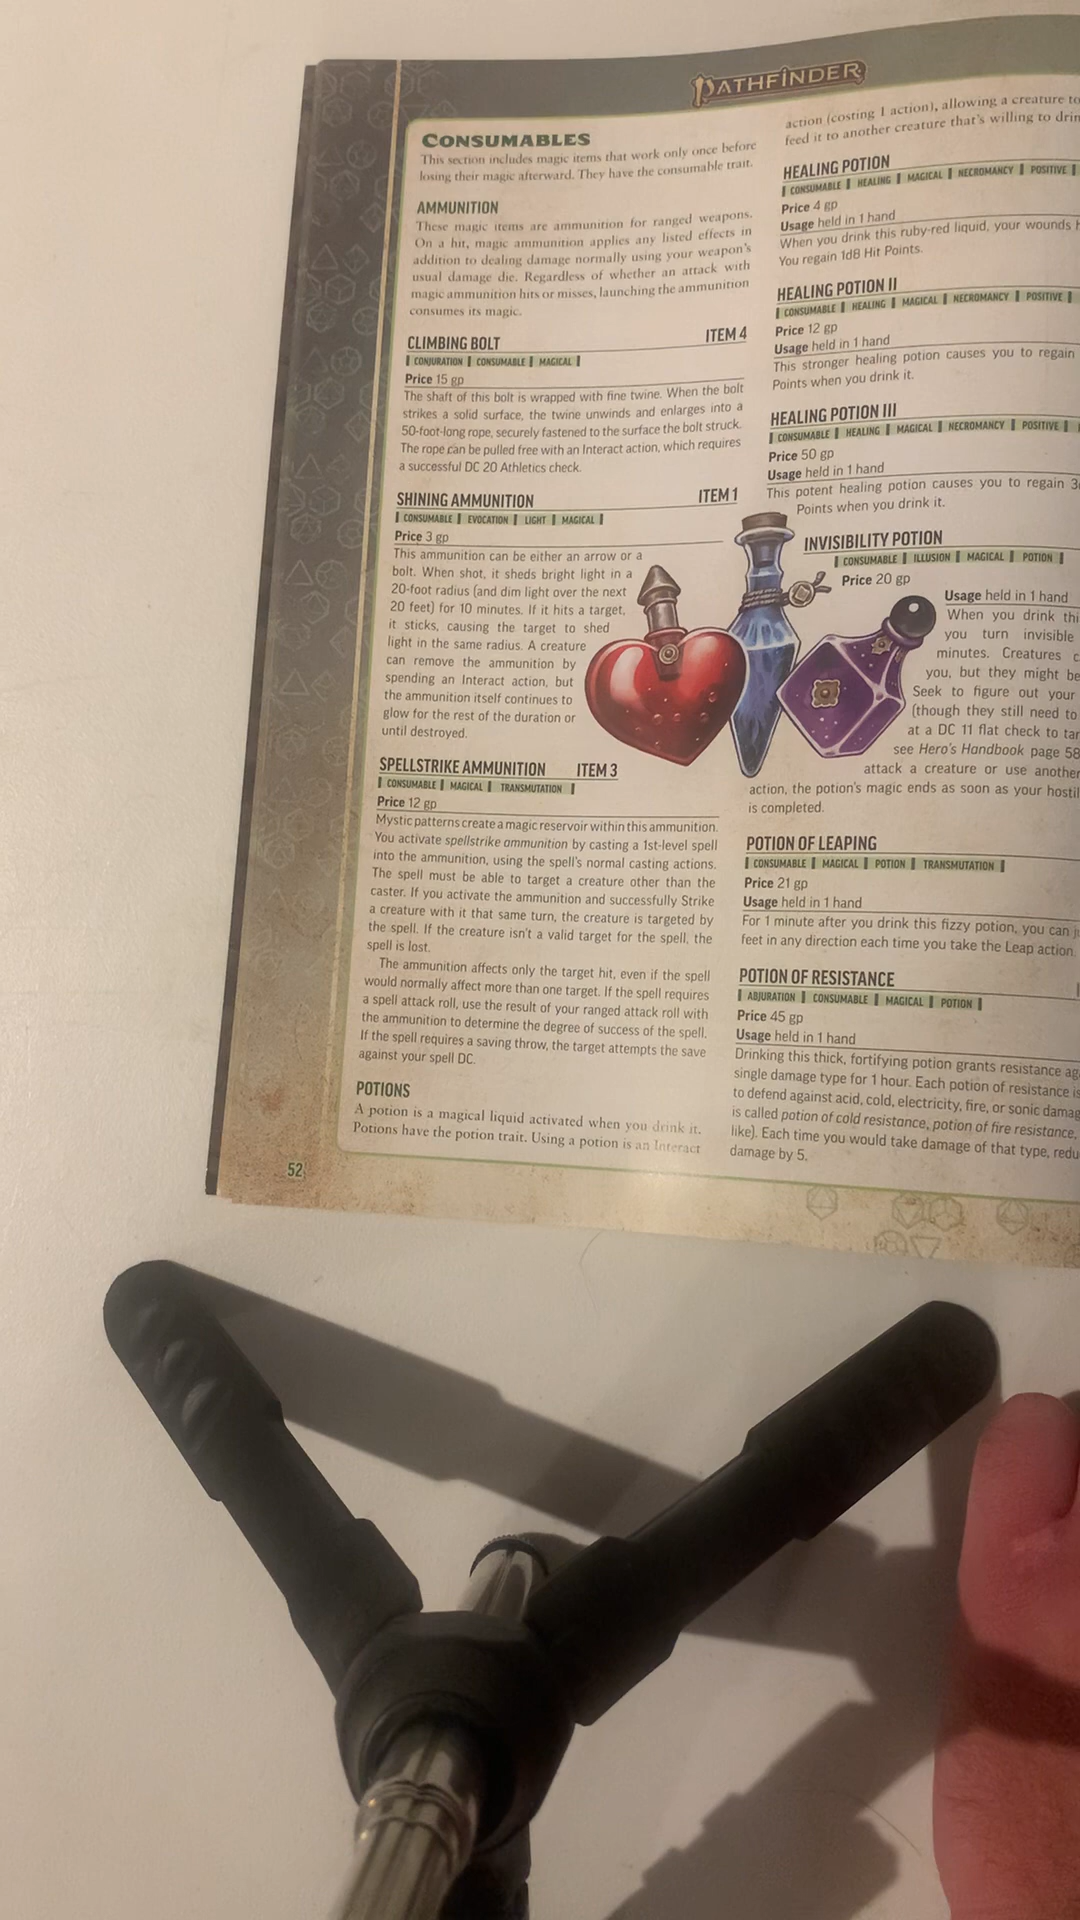 PATHFINDER
CONSUMABLES
This section includes magic items that work only once before
losing their magic afterward. They have the consumable trait.
AMMUNITION
These magic items are ammunition for ranged weapons.
On a hit, magic ammunition applies any listed effects in
addition to dealing damage normally using your weapon's
usual damage die. Regardless of whether an attack with
magic ammunition hits or misses, launching the ammunition
consumes its magic.
CLIMBING BOLT ITEM 4
CONJURATION CONSUMABLE MAGICAL
Price 15 gp
The shaft of this bolt is wrapped with fine twine. When the bolt
strikes a solid surface, the twine unwinds and enlarges into a
50-foot-long rope, securely fastened to the surface the bolt struck.
The rope can be pulled free with an Interact action, which requires
a successful DC 20 Athletics check.
SHINING AMMUNITION ITEM 1
CONSUMABLE EVOCATION LIGHT MAGICAL
Price 3 gp
This ammunition can be either an arrow or a
bolt. When shot, it sheds bright light in a
20-foot radius (and dim light over the next
20 feet) for 10 minutes. If it hits a target,
it sticks, causing the target to shed
light in the same radius. A creature
can remove the ammunition by
spending an Interact action, but
the ammunition itself continues to
glow for the rest of the duration or
until destroyed.
SPELLSTRIKE AMMUNITION ITEM 3
CONSUMABLE MAGICAL TRANSMUTATION
Price 12 gp
Mystic patterns create a magic reservoir within this ammunition.
You activate spellstrike ammunition by casting a 1st-level spell
into the ammunition, using the spell's normal casting actions.
The spell must be able to target a creature other than the
caster. If you activate the ammunition and successfully Strike
a creature with it that same turn, the creature is targeted by
the spell. If the creature isn't a valid target for the spell, the
spell is lost.
The ammunition affects only the target hit, even if the spell
would normally affect more than one target. If the spell requires
a spell attack roll, use the result of your ranged attack roll with
the ammunition to determine the degree of success of the spell.
If the spell requires a saving throw, the target attempts the save
against your spell DC.
POTIONS
A potion is a magical liquid activated when you drink it.
Potions have the potion trait. Using a potion is an Interact
action (costing 1 action), allowing a creature to
feed it to another creature that's willing to
HEALING POTION
CONSUMABLE HEALING MAGICAL NECROMANCY POSITIVE
Price 4 gp
Usage held in 1 hand
When you drink this ruby-red liquid, your wounds
You regain 1d8 Hit Points.
HEALING POTION II
CONSUMABLE HEALING MAGICAL NECROMANCY POSITIVE
Price 12 gp
Usage held in 1 hand
This stronger healing potion causes you to regain
Points when you drink it.
HEALING POTION III
CONSUMABLE HEALING MAGICAL NECROMANCY POSITIVE
Price 50 gp
Usage held in 1 hand
This potent healing potion causes you to regain
Points when you drink it.
INVISIBILITY POTION
CONSUMABLE ILLUSION MAGICAL POTION
Price 20 gp
Usage held in 1 hand
When you drink
you turn invisible
minutes. Creatures
you, but they might be
Seek to figure out your
(though they still need to
at a DC 11 flat check to
see Hero's Handbook page 58
attack a creature or use another
action, the potion's magic ends as soon as your
is completed.
POTION OF LEAPING
CONSUMABLE MAGICAL POTION TRANSMUTATION
Price 21 gp
Usage held in 1 hand
For 1 minute after you drink this fizzy potion, you can
feet in any direction each time you take the Leap action.
POTION OF RESISTANCE
ABJURATION CONSUMABLE MAGICAL POTION
Price 45 gp
Usage held in 1 hand
Drinking this thick, fortifying potion grants resistance
single damage type for 1 hour. Each potion of resistance is
to defend against acid, cold, electricity, fire, or sonic
is called potion of cold resistance, potion of fire resistance,
like). Each time you would take damage of that type,
damage by 5.
52